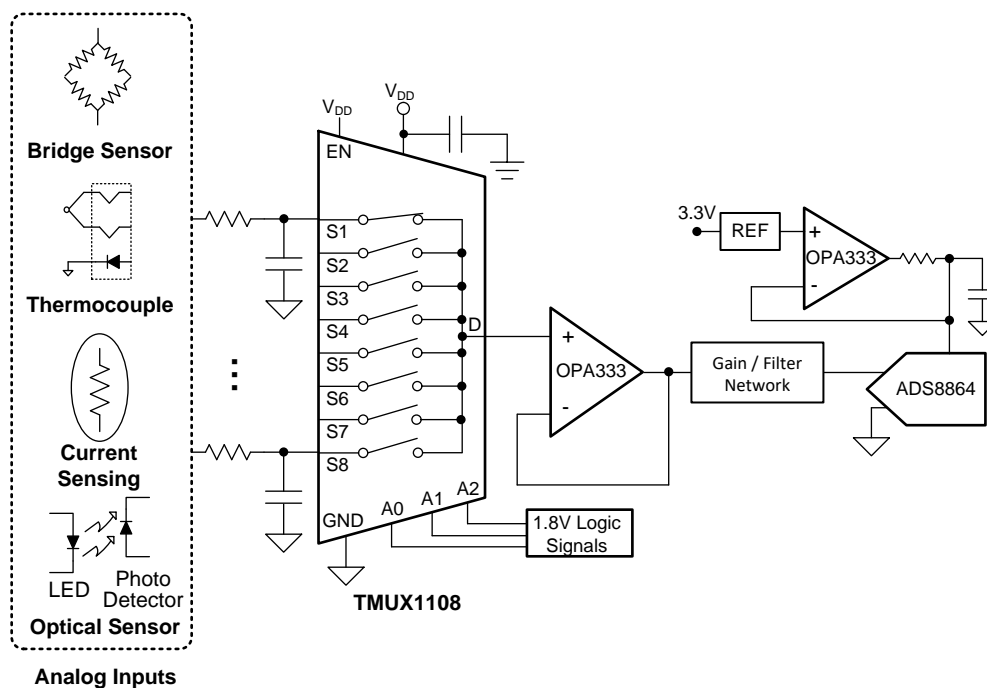 Bridge Sensor
Thermocouple
Current
Sensing
LED
Photo
Detector
Optical Sensor
Analog Inputs
...
VDD
VDD
EN
S1
S2
S3
S4
S5
S6
S7
S8
D
GND
A0
A1
A2
TMUX1108
1.8V Logic
Signals
+
OPA333
-
Gain / Filter
Network
3.3V
REF
+
OPA333
-
ADS8864